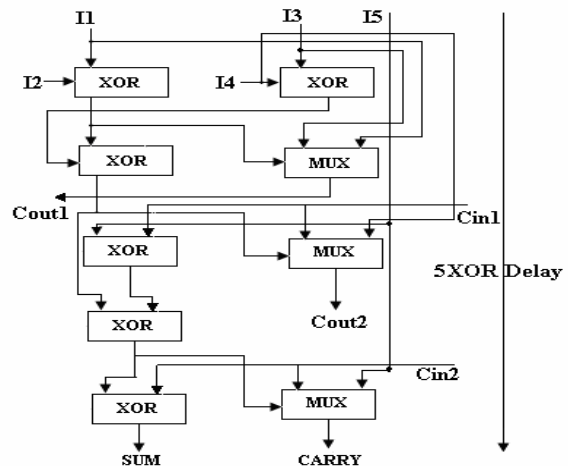 I1 I3 I5
I2 XOR I4 XOR
XOR MUX
Cout1 Cin1
XOR MUX
5XOR Delay
Cout2
XOR
Cin2
XOR MUX
SUM CARRY